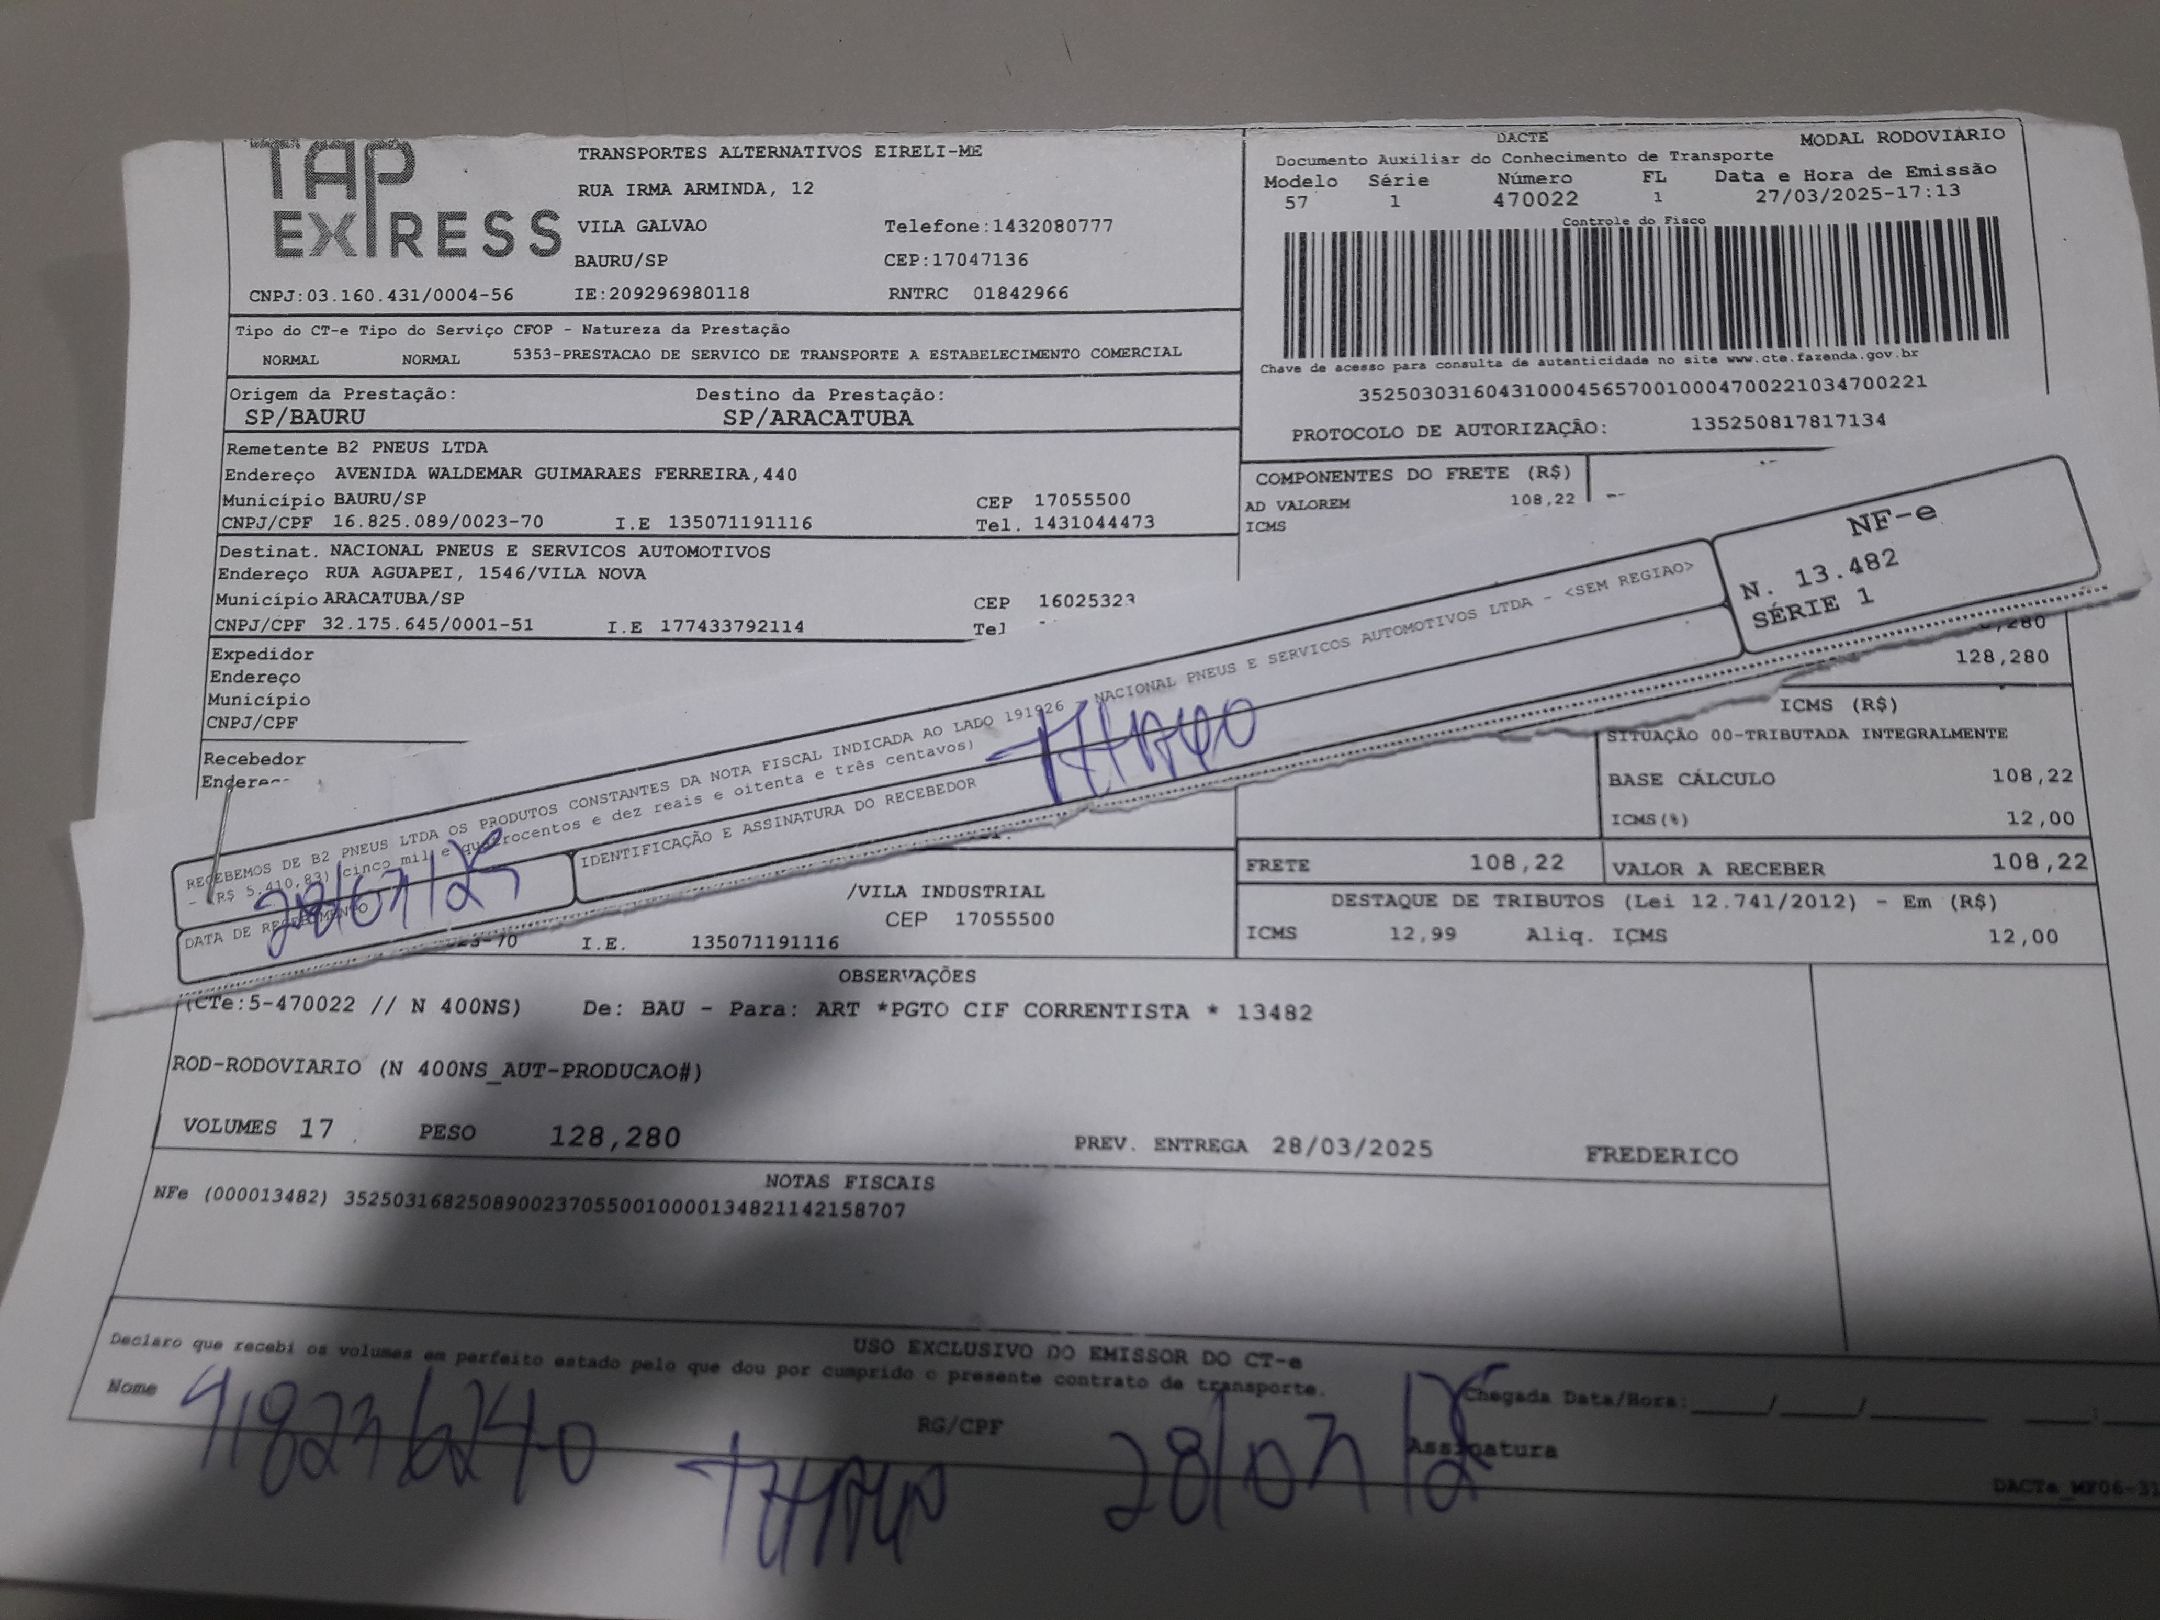 TAP
EXPRESS
TRANSPORTES ALTERNATIVOS EIRELI-ME
RUA IRMA ARMINDA, 12
VILA GALVAO Telefone:1432080777
BAURU/SP CEP:17047136
CNPJ:03.160.431/0004-56 IE:209296980118 RNTRC 01842966
DACTE MODAL RODOVIARIO
Documento Auxiliar do Conhecimento de Transporte
Modelo Série Número FL Data e Hora de Emissão
57 1 470022 1 27/03/2025-17:13
Controle do Fisco
Chave de acesso para consulta de autenticidade no site www.cte.fazenda.gov.br
35250303160431000456570010004700221034700221
PROTOCOLO DE AUTORIZAÇÃO: 135250817817134
Tipo do CT-e Tipo do Serviço CFOP - Natureza da Prestação
NORMAL NORMAL 5353-PRESTACAO DE SERVICO DE TRANSPORTE A ESTABELECIMENTO COMERCIAL
Origem da Prestação: Destino da Prestação:
SP/BAURU SP/ARACATUBA
Remetente B2 PNEUS LTDA
Endereço AVENIDA WALDEMAR GUIMARAES FERREIRA,440
Município BAURU/SP CEP 17055500
CNPJ/CPF 16.825.089/0023-70 I.E 135071191116 Tel. 1431044473
COMPONENTES DO FRETE (R$)
AD VALOREM 108,22
ICMS
Destinat. NACIONAL PNEUS E SERVICOS AUTOMOTIVOS
Endereço RUA AGUAPEI, 1546/VILA NOVA
Município ARACATUBA/SP CEP 16025323
CNPJ/CPF 32.175.645/0001-51 I.E 177433792114 Tel
Expedidor
Endereço
Município
CNPJ/CPF
Recebedor
Endereço
NF-e
N. 13.482
SÉRIE 1
RECEBEMOS DE B2 PNEUS LTDA OS PRODUTOS CONSTANTES DA NOTA FISCAL INDICADA AO LADO 191926 - NACIONAL PNEUS E SERVICOS AUTOMOTIVOS LTDA - <SEM REGIAO>
- (R$ 5.410,83) (cinco mil e quatrocentos e dez reais e oitenta e três centavos)
DATA DE RECEBIMENTO IDENTIFICAÇÃO E ASSINATURA DO RECEBEDOR
28/03/25
,280
128,280
ICMS (R$)
SITUAÇÃO 00-TRIBUTADA INTEGRALMENTE
BASE CÁLCULO 108,22
ICMS(%) 12,00
FRETE 108,22 VALOR A RECEBER 108,22
DESTAQUE DE TRIBUTOS (Lei 12.741/2012) - Em (R$)
ICMS 12,99 Aliq. ICMS 12,00
/VILA INDUSTRIAL
CEP 17055500
-70 I.E. 135071191116
OBSERVAÇÕES
(CTe:5-470022 // N 400NS) De: BAU - Para: ART *PGTO CIF CORRENTISTA * 13482
ROD-RODOVIARIO (N 400NS_AUT-PRODUCAO#)
VOLUMES 17 PESO 128,280 PREV. ENTREGA 28/03/2025 FREDERICO
NOTAS FISCAIS
NFe (000013482) 35250316825089002370550010000134821142158707
USO EXCLUSIVO DO EMISSOR DO CT-e
Declaro que recebi os volumes em perfeito estado pelo que dou por cumprido o presente contrato de transporte.
Nome RG/CPF Chegada Data/Hora:____/____/______ ____:
Assinatura
28/03/25